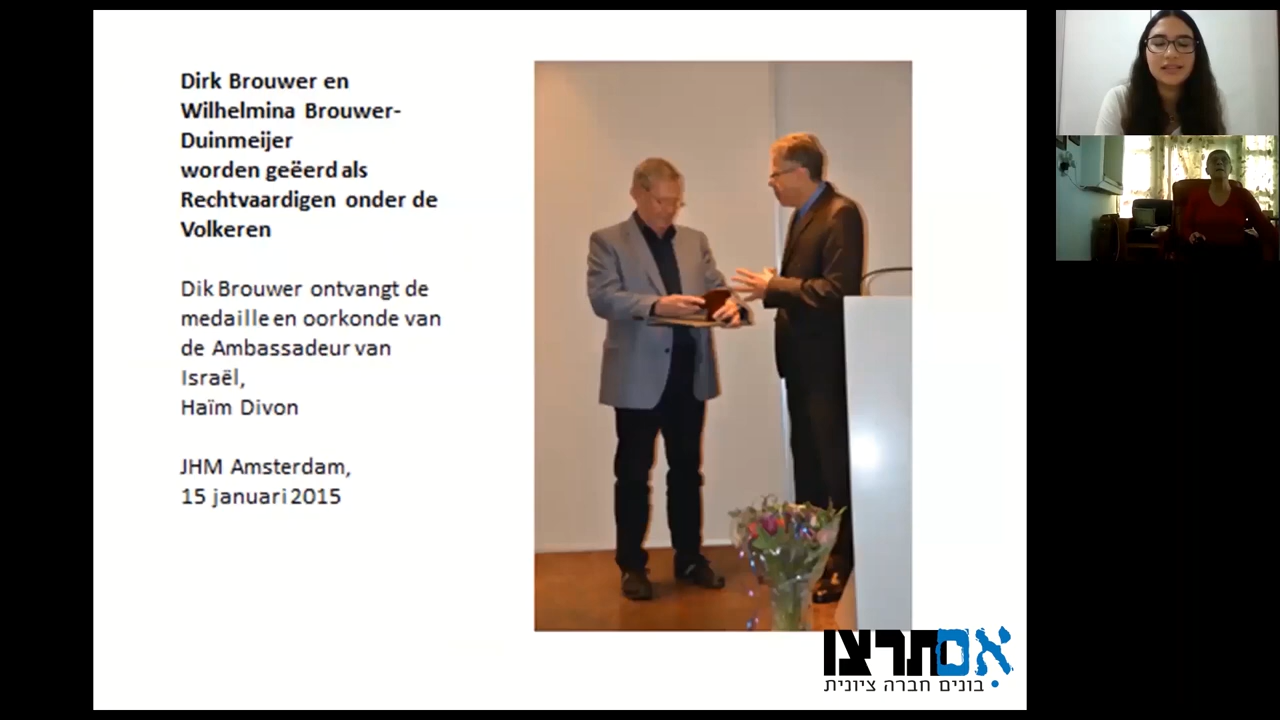 Dirk Brouwer en
Wilhelmina Brouwer-
Duinmeijer
worden geëerd als
Rechtvaardigen onder de
Volkeren
Dik Brouwer ontvangt de
medaille en oorkonde van
de Ambassadeur van
Israël,
Haïm Divon
JHM Amsterdam,
15 januari 2015
אם תרצו
בונים חברה ציונית